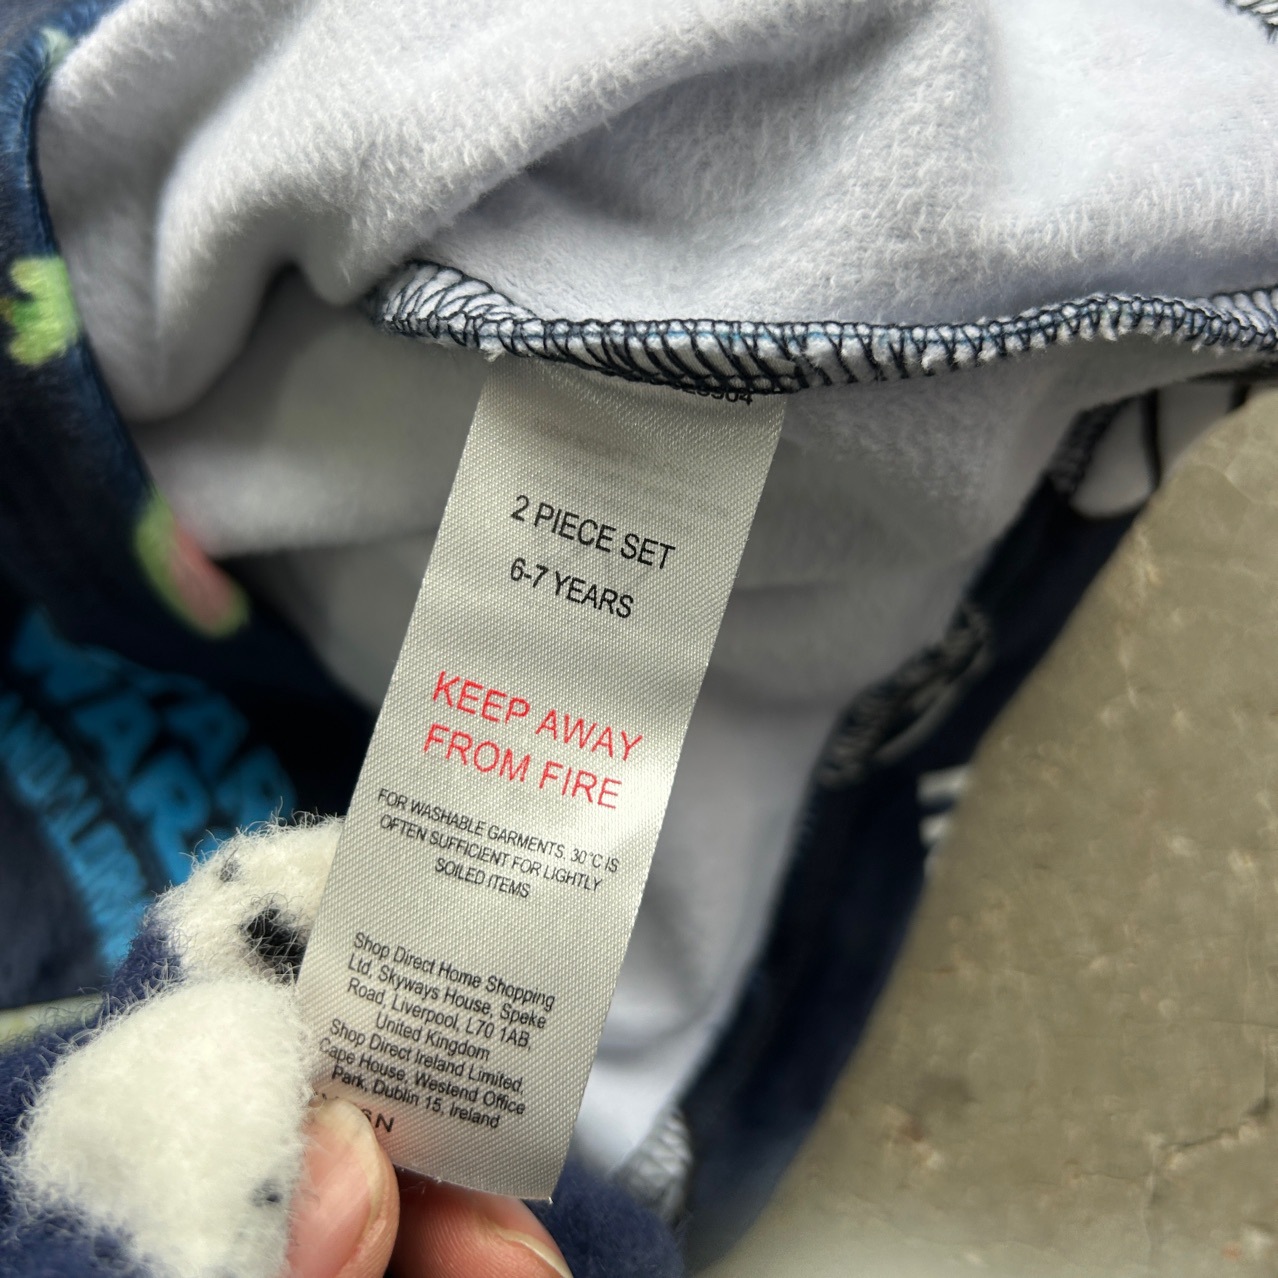 2 PIECE SET
6-7 YEARS
KEEP AWAY
FROM FIRE
FOR WASHABLE GARMENTS, 30°C IS
OFTEN SUFFICIENT FOR LIGHTLY
SOILED ITEMS
Shop Direct Home Shopping
Ltd. Skyways House, Speke
Road, Liverpool, L70 1AB,
United Kingdom
Shop Direct Ireland Limited,
Cape House, Westend Office
Park, Dublin 15, Ireland
STAR
WARS